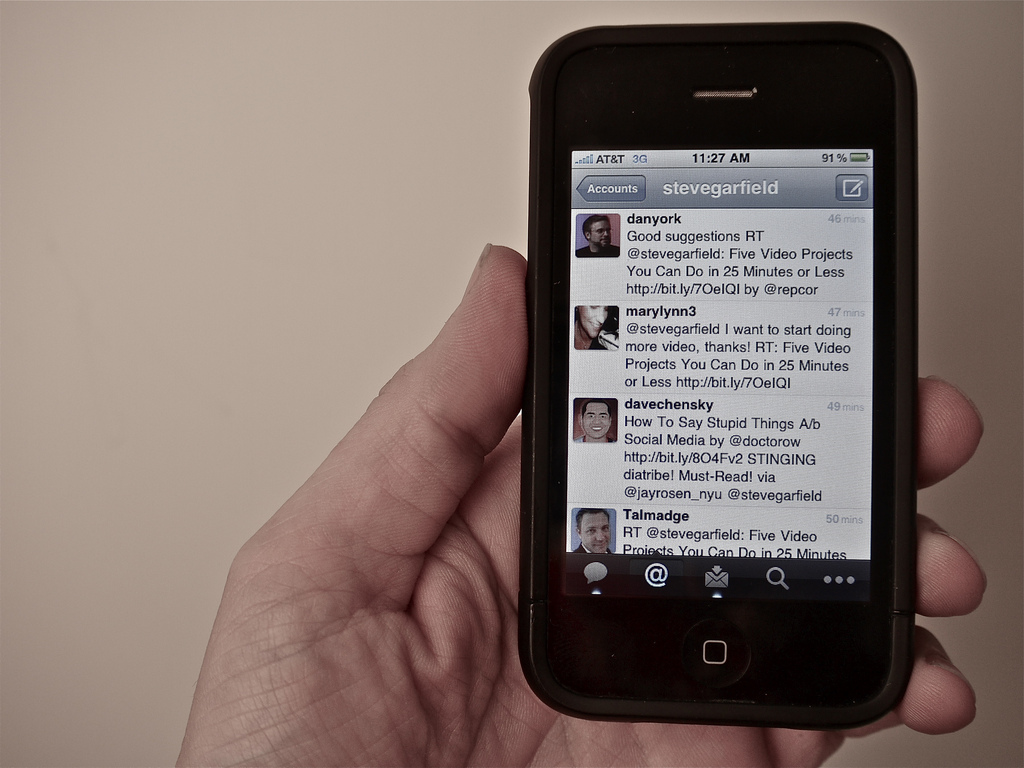 AT&T 3G 11:27 AM 91%
Accounts stevegarfield
danyork 46 mins
Good suggestions RT
@stevegarfield: Five Video Projects
You Can Do in 25 Minutes or Less
http://bit.ly/7OeIQI by @repcor
marylynn3 47 mins
@stevegarfield I want to start doing
more video, thanks! RT: Five Video
Projects You Can Do in 25 Minutes
or Less http://bit.ly/7OeIQI
davechensky 49 mins
How To Say Stupid Things A/b
Social Media by @doctorow
http://bit.ly/8O4Fv2 STINGING
diatribe! Must-Read! via
@jayrosen_nyu @stevegarfield
Talmadge 50 mins
RT @stevegarfield: Five Video
Projects You Can Do in 25 Minutes
@